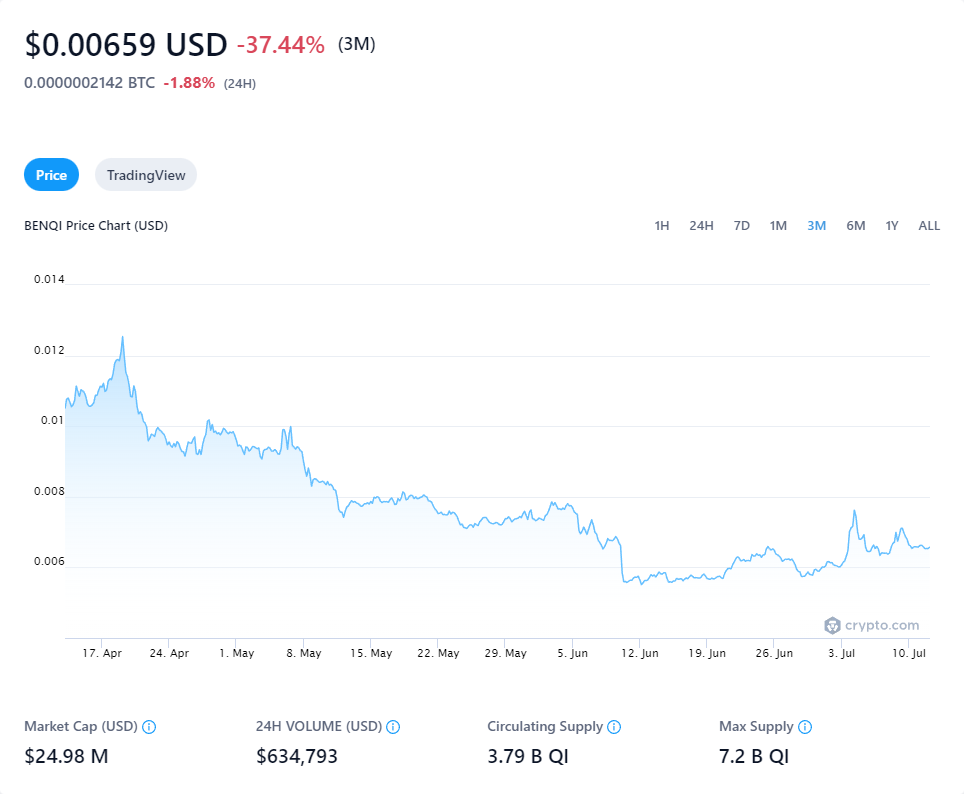 $0.00659 USD -37.44% (3M)
0.0000002142 BTC -1.88% (24H)
Price TradingView
BENQI Price Chart (USD) 1H 24H 7D 1M 3M 6M 1Y ALL
0.014
0.012
0.01
0.008
0.006
crypto.com
17. Apr 24. Apr 1. May 8. May 15. May 22. May 29. May 5. Jun 12. Jun 19. Jun 26. Jun 3. Jul 10. Jul
Market Cap (USD) 24H VOLUME (USD) Circulating Supply Max Supply
$24.98 M $634,793 3.79 B QI 7.2 B QI